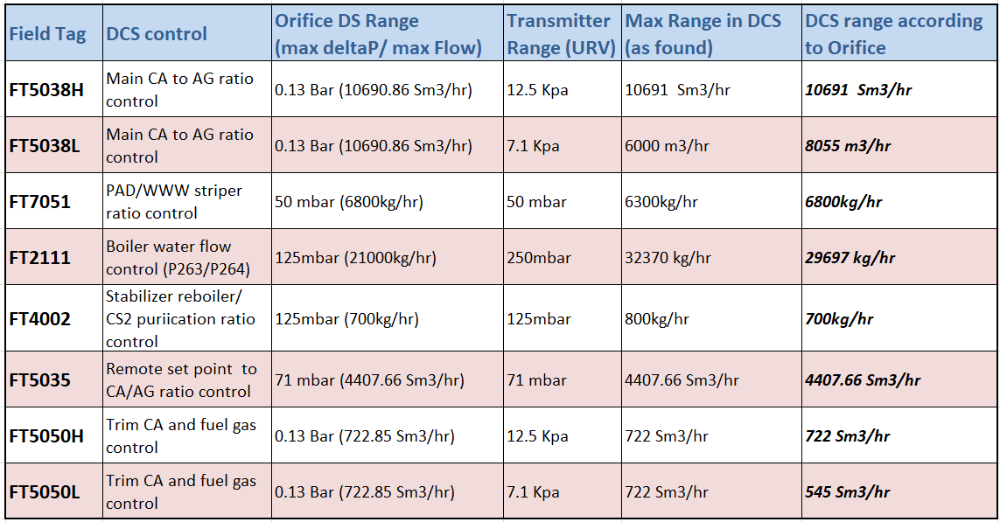 Field Tag DCS control Orifice DS Range (max deltaP/ max Flow) Transmitter Range (URV) Max Range in DCS (as found) DCS range according to Orifice
FT5038H Main CA to AG ratio control 0.13 Bar (10690.86 Sm3/hr) 12.5 Kpa 10691  Sm3/hr 10691  Sm3/hr
FT5038L Main CA to AG ratio control 0.13 Bar (10690.86 Sm3/hr) 7.1 Kpa 6000 m3/hr 8055 m3/hr
FT7051 PAD/WWW striper ratio control 50 mbar (6800kg/hr) 50 mbar 6300kg/hr 6800kg/hr
FT2111 Boiler water flow control (P263/P264) 125mbar (21000kg/hr) 250mbar 32370 kg/hr 29697 kg/hr
FT4002 Stabilizer reboiler/ CS2 puriication ratio control 125mbar (700kg/hr) 125mbar 800kg/hr 700kg/hr
FT5035 Remote set point  to CA/AG ratio control 71 mbar (4407.66 Sm3/hr) 71 mbar 4407.66 Sm3/hr 4407.66 Sm3/hr
FT5050H Trim CA and fuel gas control 0.13 Bar (722.85 Sm3/hr) 12.5 Kpa 722 Sm3/hr 722 Sm3/hr
FT5050L Trim CA and fuel gas control 0.13 Bar (722.85 Sm3/hr) 7.1 Kpa 722 Sm3/hr 545 Sm3/hr